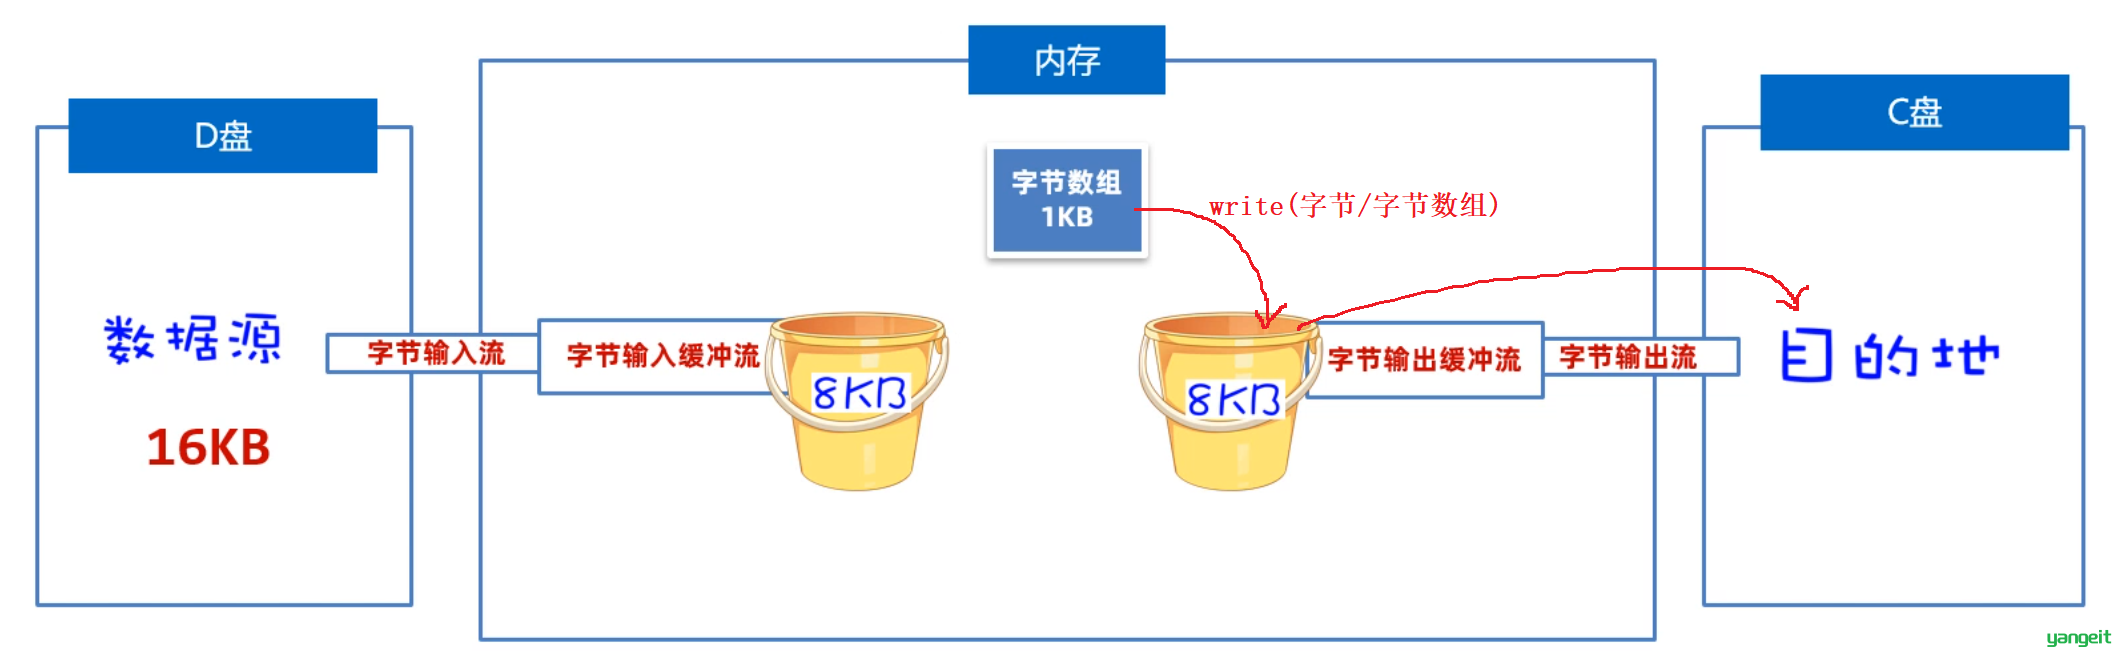 内存
D盘
C盘
字节数组
1KB
write(字节/字节数组)
数据源
字节输入流
字节输入缓冲流
8KB
8KB
字节输出缓冲流
字节输出流
目的地
16KB
yangeit